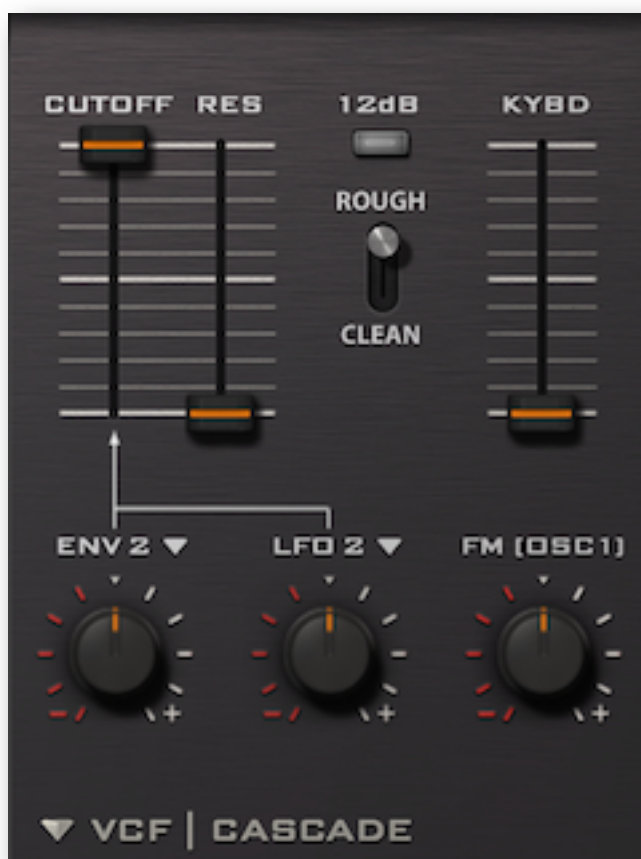 CUTOFF RES 12dB KYBD
ROUGH
CLEAN
ENV 2 ▼ LFO 2 ▼ FM (OSC1)
- + - + - +
▼ VCF | CASCADE